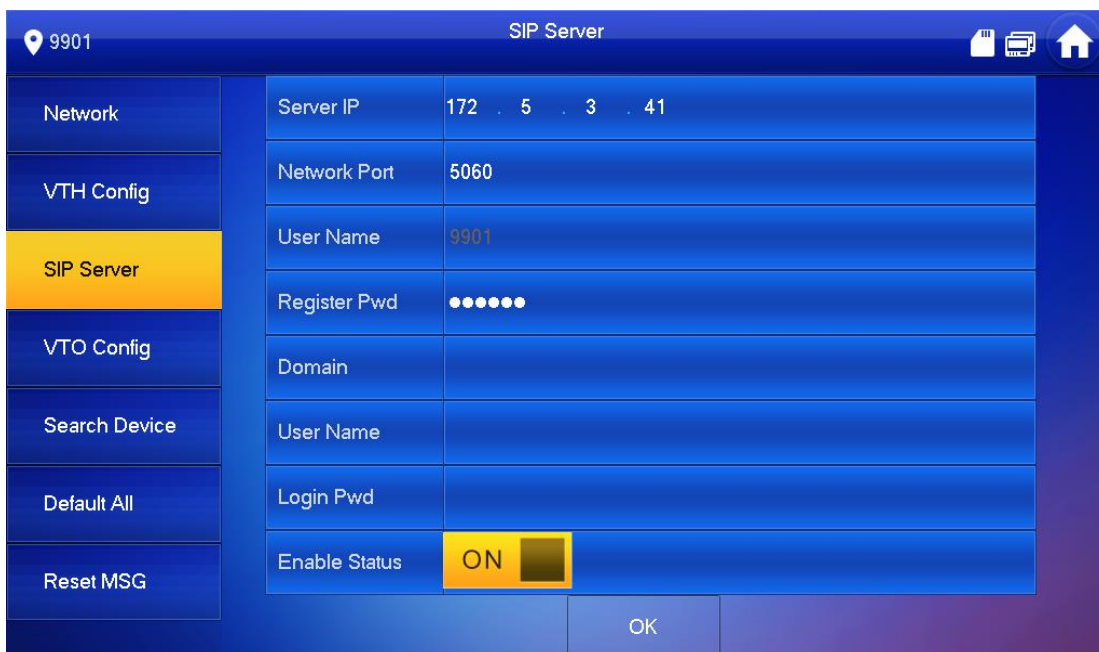 9901
SIP Server
Network
VTH Config
SIP Server
VTO Config
Search Device
Default All
Reset MSG
Server IP 172 . 5 . 3 . 41
Network Port 5060
User Name 9901
Register Pwd ●●●●●●
Domain
User Name
Login Pwd
Enable Status ON
OK